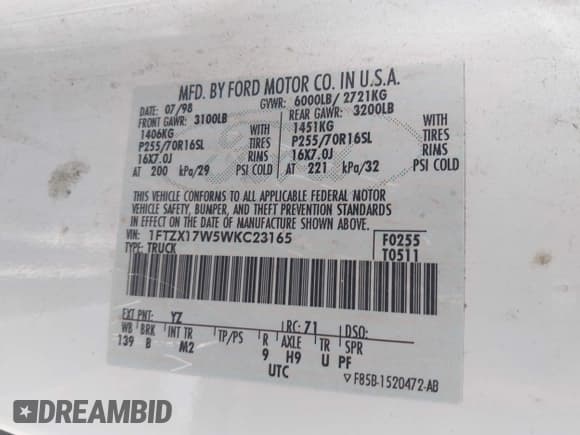 MFD. BY FORD MOTOR CO. IN U.S.A.
DATE: 07/98 GVWR: 6000LB/ 2721KG
FRONT GAWR: 3100LB REAR GAWR: 3200LB
1406KG WITH 1451KG WITH
P255/70R16SL TIRES P255/70R16SL TIRES
16X7.0J RIMS 16X7.0J RIMS
AT 200 kPa/29 PSI COLD AT 221 kPa/32 PSI COLD
THIS VEHICLE CONFORMS TO ALL APPLICABLE FEDERAL MOTOR
VEHICLE SAFETY, BUMPER, AND THEFT PREVENTION STANDARDS
IN EFFECT ON THE DATE OF MANUFACTURE SHOWN ABOVE.
VIN: 1FTZX17W5WKC23165 F0255
TYPE: TRUCK T0511
EXT PNT: YZ RC: 71 DSO:
WB BRK INT TR TP/PS R AXLE TR SPR
139 B M2 9 H9 U PF
UTC ▽ F85B-1520472-AB
DREAMBID